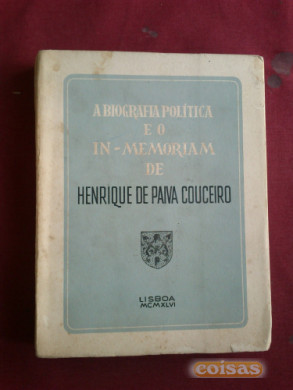 A BIOGRAFIA POLÍTICA
E O
IN-MEMORIAM
DE
HENRIQUE DE PAIVA COUCEIRO
LISBOA
MCMXLVI
coisas